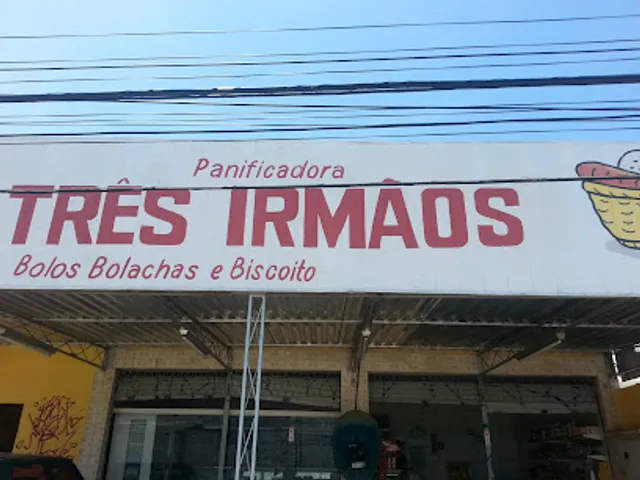 Panificadora
TRÊS IRMÃOS
Bolos Bolachas e Biscoito